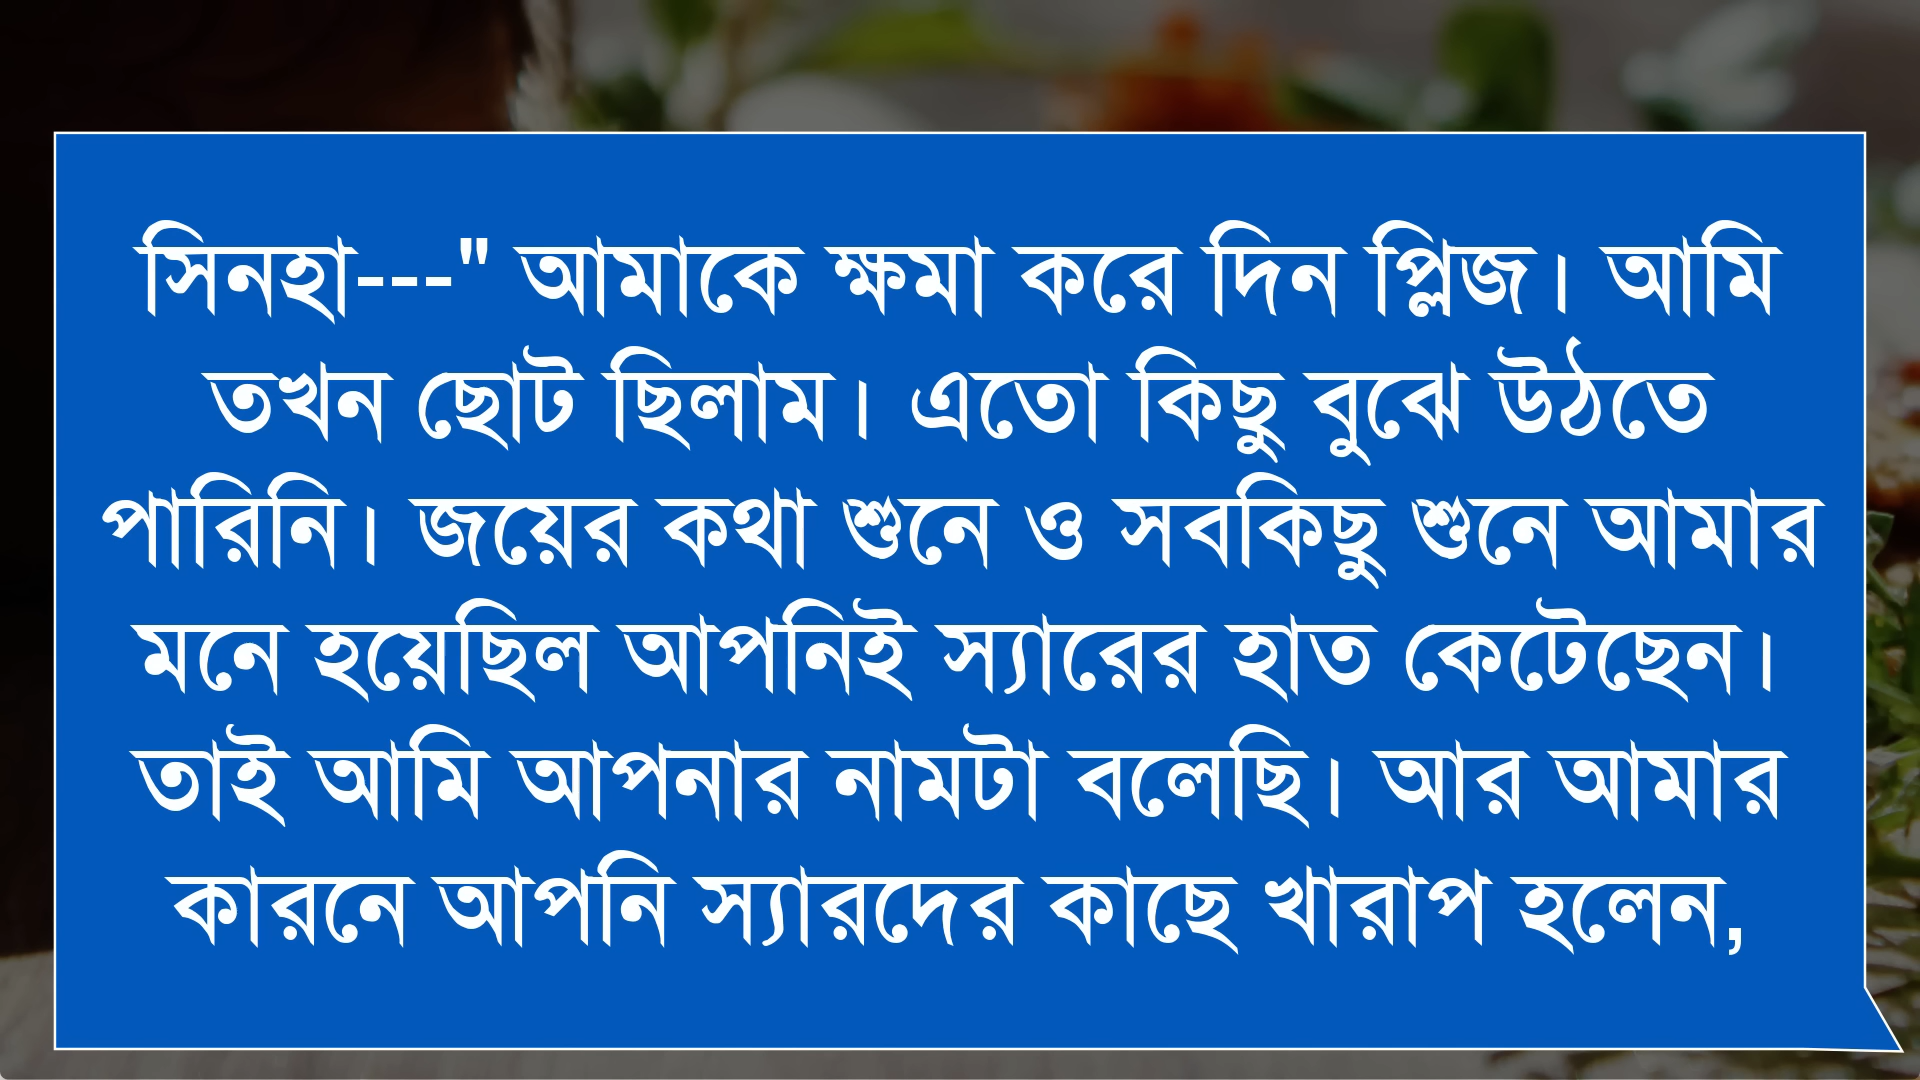 সিনহা---" আমাকে ক্ষমা করে দিন প্লিজ। আমি
তখন ছোট ছিলাম। এতো কিছু বুঝে উঠতে
পারিনি। জয়ের কথা শুনে ও সবকিছু শুনে আমার
মনে হয়েছিল আপনিই স্যারের হাত কেটেছেন।
তাই আমি আপনার নামটা বলেছি। আর আমার
কারনে আপনি স্যারদের কাছে খারাপ হলেন,